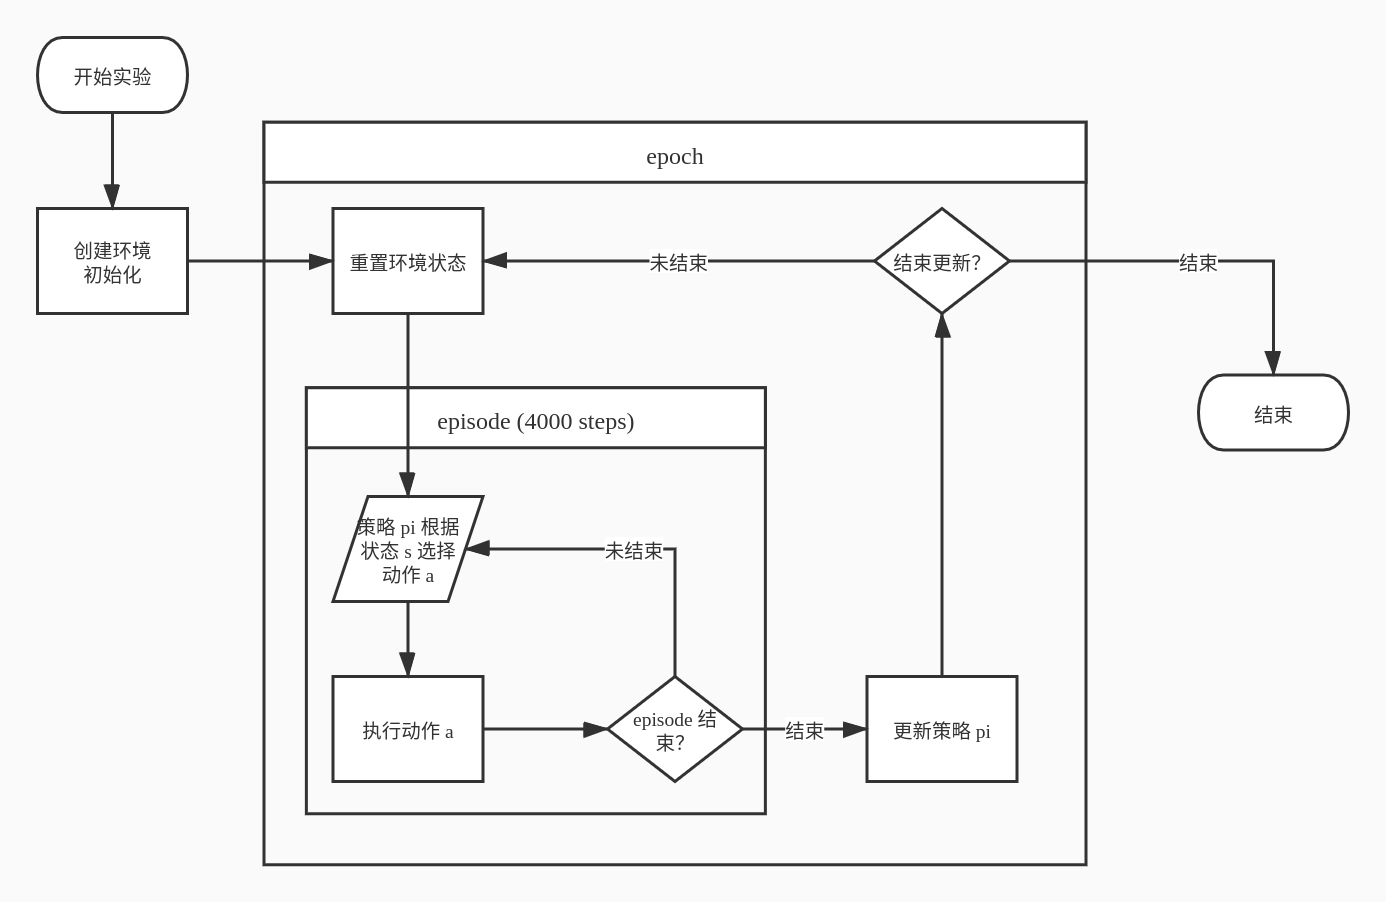 开始实验
epoch
创建环境
初始化
重置环境状态
未结束
结束更新?
结束
结束
episode (4000 steps)
策略 pi 根据
状态 s 选择
动作 a
未结束
执行动作 a
episode 结
束?
结束
更新策略 pi